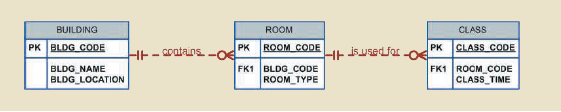 BUILDING
PK BLDG_CODE
BLDG_NAME
BLDG_LOCATION
contains
ROOM
PK ROOM_CODE
FK1 BLDG_CODE
ROOM_TYPE
is used for
CLASS
PK CLASS_CODE
FK1 ROOM_CODE
CLASS_TIME